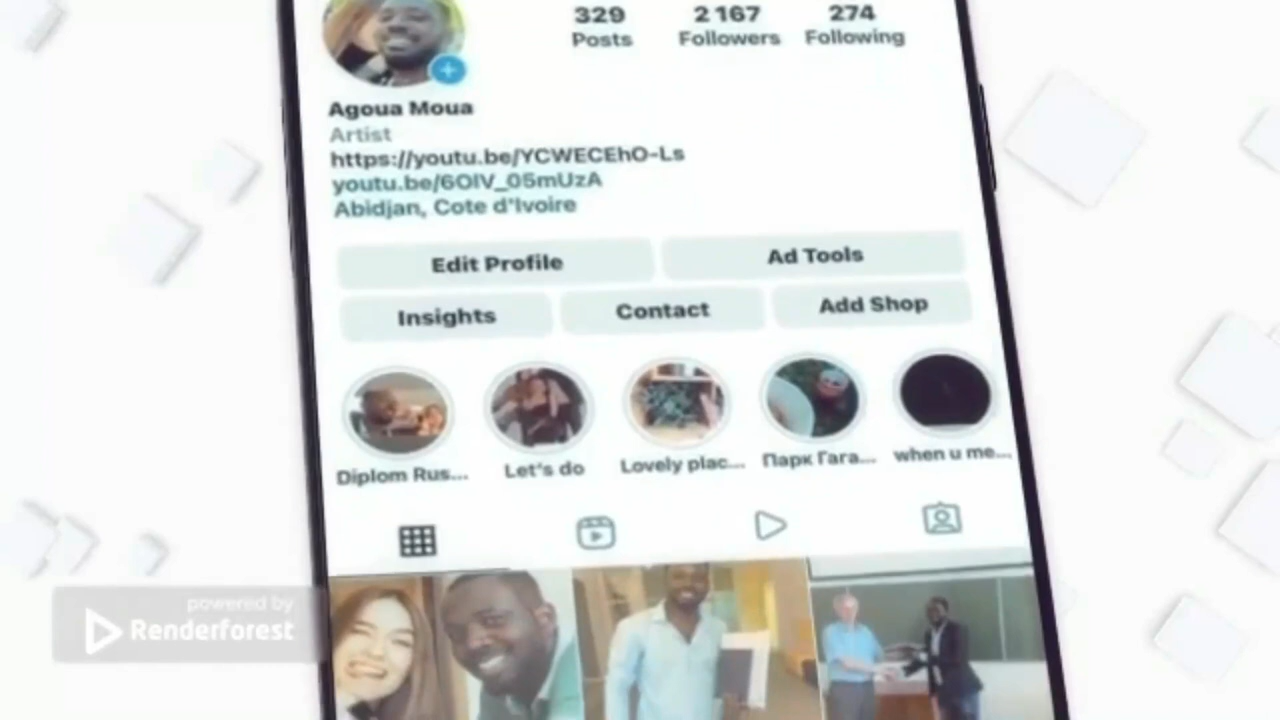 329 2 167 274
Posts Followers Following
Agoua Moua
Artist
https://youtu.be/YCWECEhO-Ls
youtu.be/6OIV_05mUzA
Abidjan, Cote d'Ivoire
Edit Profile Ad Tools
Insights Contact Add Shop
Diplom Rus... Let's do Lovely plac... Парк Гага... when u me...
powered by
Renderforest